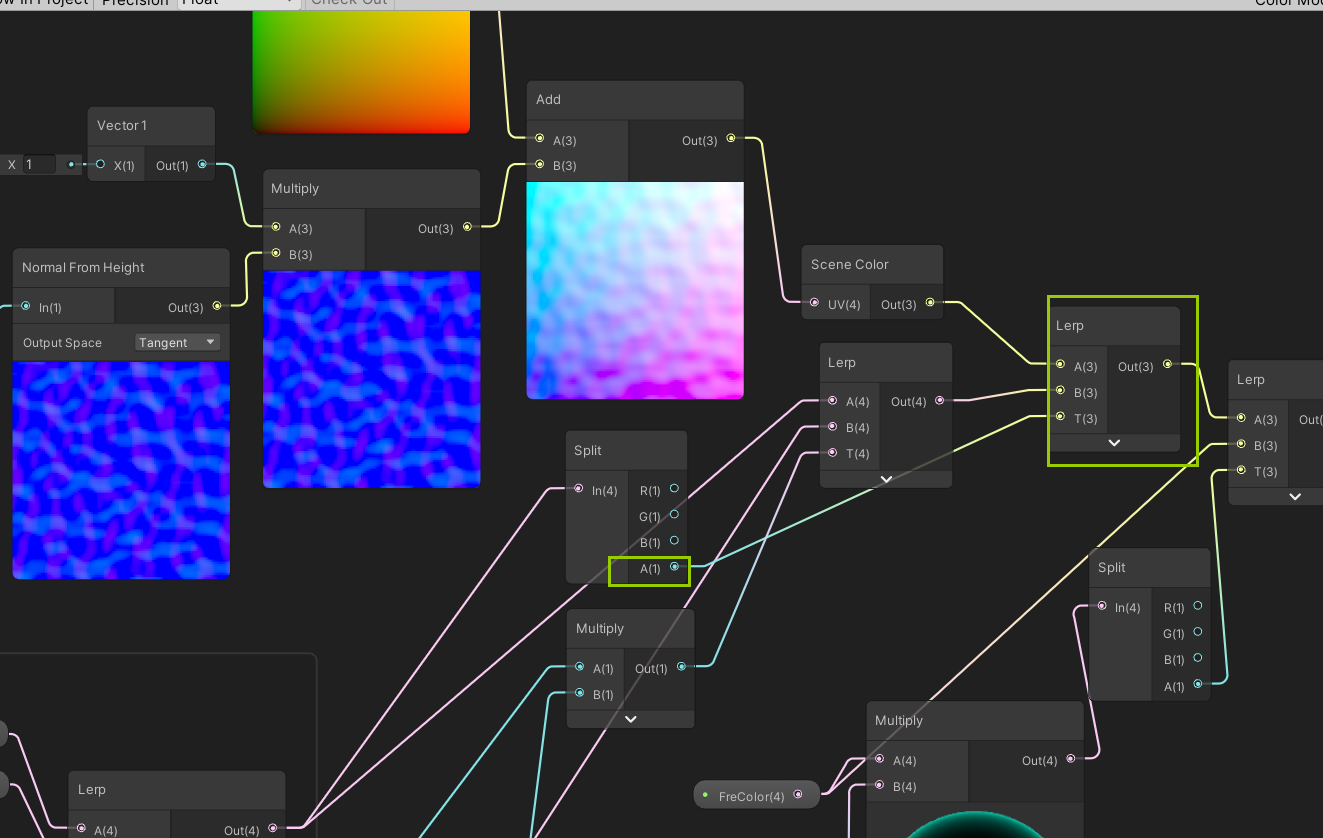 ow In Project
Precision
Float
Check Out
Color Mo
Add
A(3)
Out(3)
B(3)
Vector 1
X 1
X(1)
Out(1)
Multiply
A(3)
Out(3)
B(3)
Normal From Height
In(1)
Out(3)
Output Space
Tangent
Scene Color
UV(4)
Out(3)
Lerp
A(3)
Out(3)
B(3)
T(3)
Lerp
A(4)
Out(4)
B(4)
T(4)
Lerp
A(3)
Out(
B(3)
T(3)
Split
In(4)
R(1)
G(1)
B(1)
A(1)
Split
In(4)
R(1)
G(1)
B(1)
A(1)
Multiply
A(1)
Out(1)
B(1)
Multiply
A(4)
Out(4)
B(4)
FreColor(4)
Lerp
A(4)
Out(4)